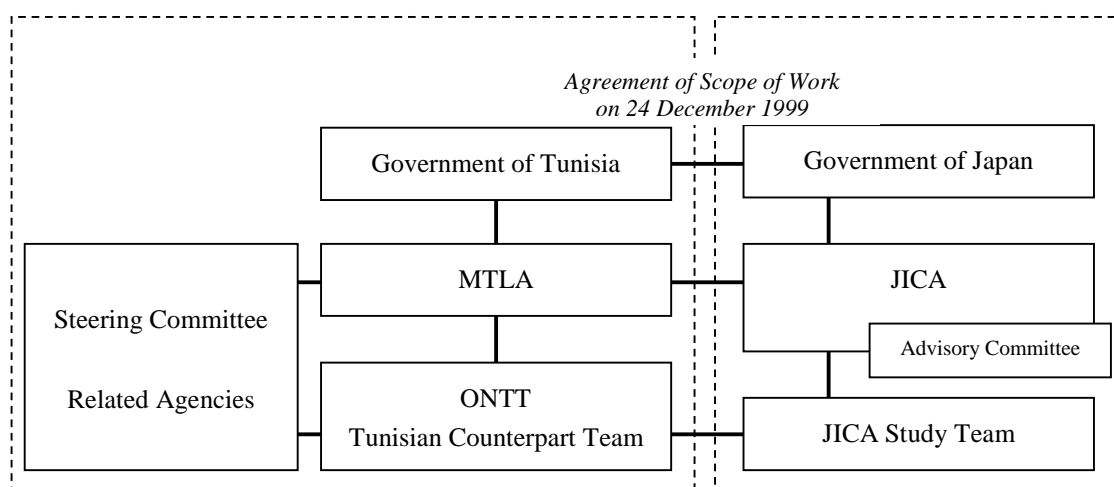 Agreement of Scope of Work
on 24 December 1999
Government of Tunisia
Government of Japan
MTLA
JICA
Steering Committee
Related Agencies
Advisory Committee
ONTT
Tunisian Counterpart Team
JICA Study Team